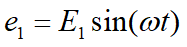 e₁ = E₁ sin(ωt)